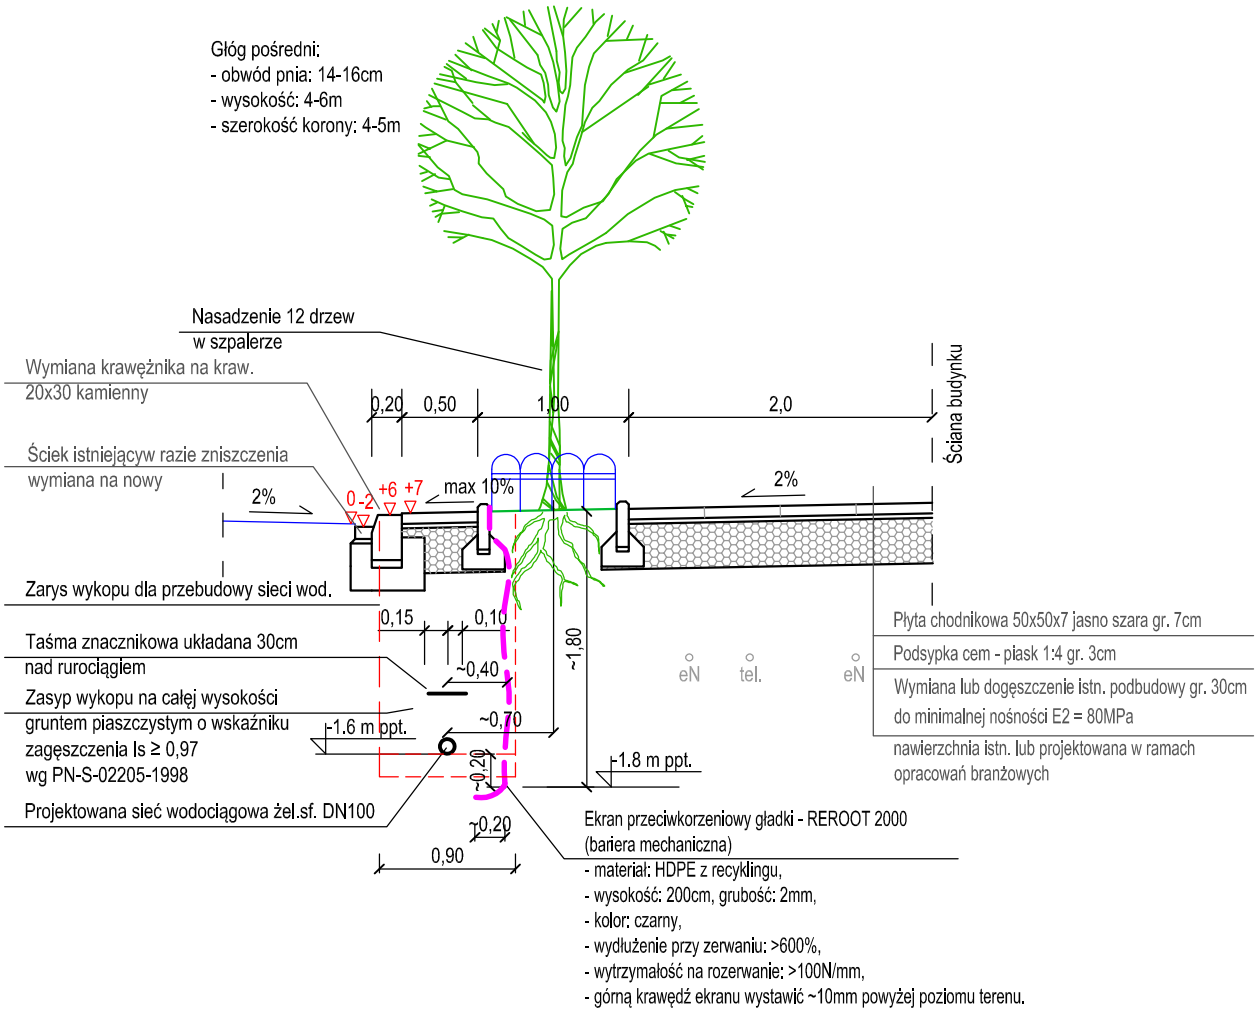 Głóg pośredni:
- obwód pnia: 14-16cm
- wysokość: 4-6m
- szerokość korony: 4-5m
Nasadzenie 12 drzew
w szpalerze
Wymiana krawężnika na kraw.
20x30 kamienny
Ściek istniejącyw razie zniszczenia
wymiana na nowy
0,20
0,50
1,00
2,0
Ściana budynku
2%
0
-2
+6
+7
max 10%
2%
Zarys wykopu dla przebudowy sieci wod.
0,15
0,10
Taśma znacznikowa układana 30cm
nad rurociągiem
~0,40
~1,80
eN
tel.
eN
Zasyp wykopu na całej wysokości
gruntem piaszczystym o wskaźniku
zagęszczenia Is ≥ 0,97
wg PN-S-02205-1998
-1.6 m ppt.
~0,70
~0,20
-1.8 m ppt.
Projektowana sieć wodociągowa żel.sf. DN100
~0,20
0,90
Płyta chodnikowa 50x50x7 jasno szara gr. 7cm
Podsypka cem - piask 1:4 gr. 3cm
Wymiana lub dogęszczenie istn. podbudowy gr. 30cm
do minimalnej nośności E2 = 80MPa
nawierzchnia istn. lub projektowana w ramach
opracowań branżowych
Ekran przeciwkorzeniowy gładki - REROOT 2000
(bariera mechaniczna)
- materiał: HDPE z recyklingu,
- wysokość: 200cm, grubość: 2mm,
- kolor: czarny,
- wydłużenie przy zerwaniu: >600%,
- wytrzymałość na rozerwanie: >100N/mm,
- górną krawędź ekranu wystawić ~10mm powyżej poziomu terenu.